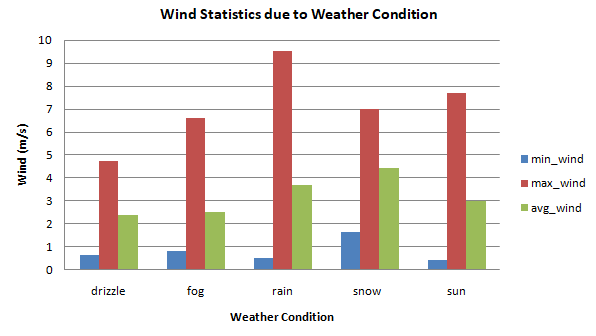 Wind Statistics due to Weather Condition
10
9
8
7
6
5
4
3
2
1
0
Wind (m/s)
drizzle fog rain snow sun
Weather Condition
min_wind
max_wind
avg_wind